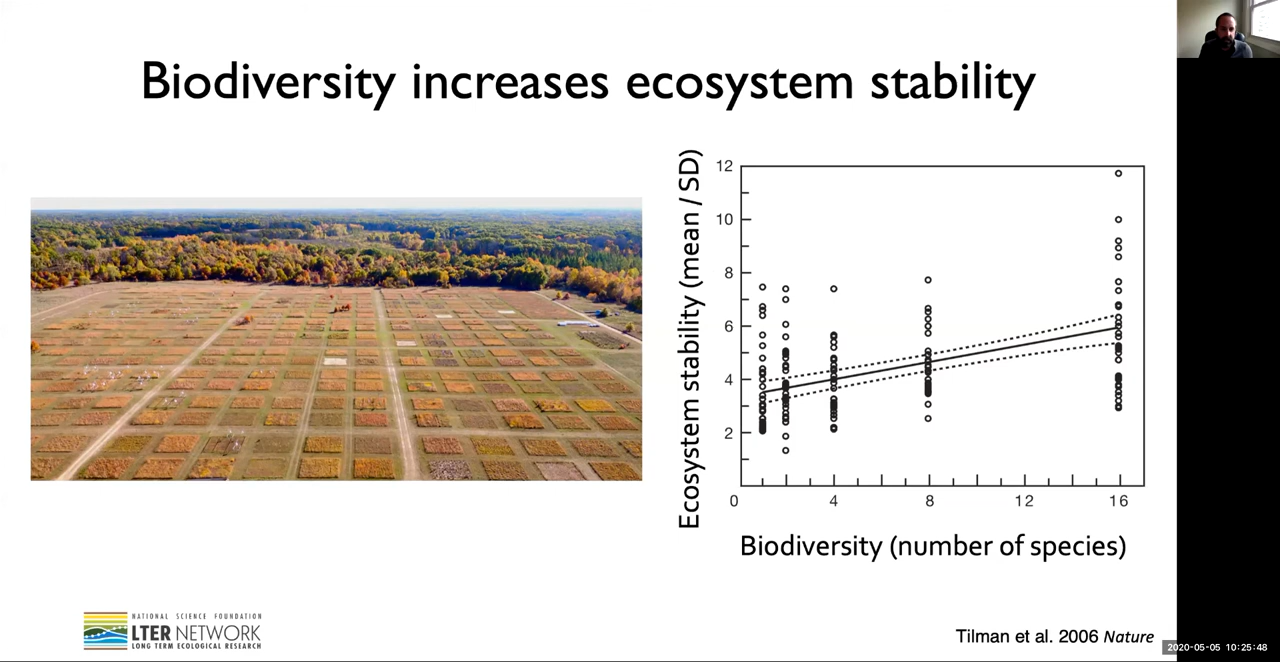 Biodiversity increases ecosystem stability
Ecosystem stability (mean / SD)
12
10
8
6
4
2
0
4
8
12
16
Biodiversity (number of species)
NATIONAL SCIENCE FOUNDATION
LTER NETWORK
LONG TERM ECOLOGICAL RESEARCH
Tilman et al. 2006 Nature
2020-05-05 10:25:48